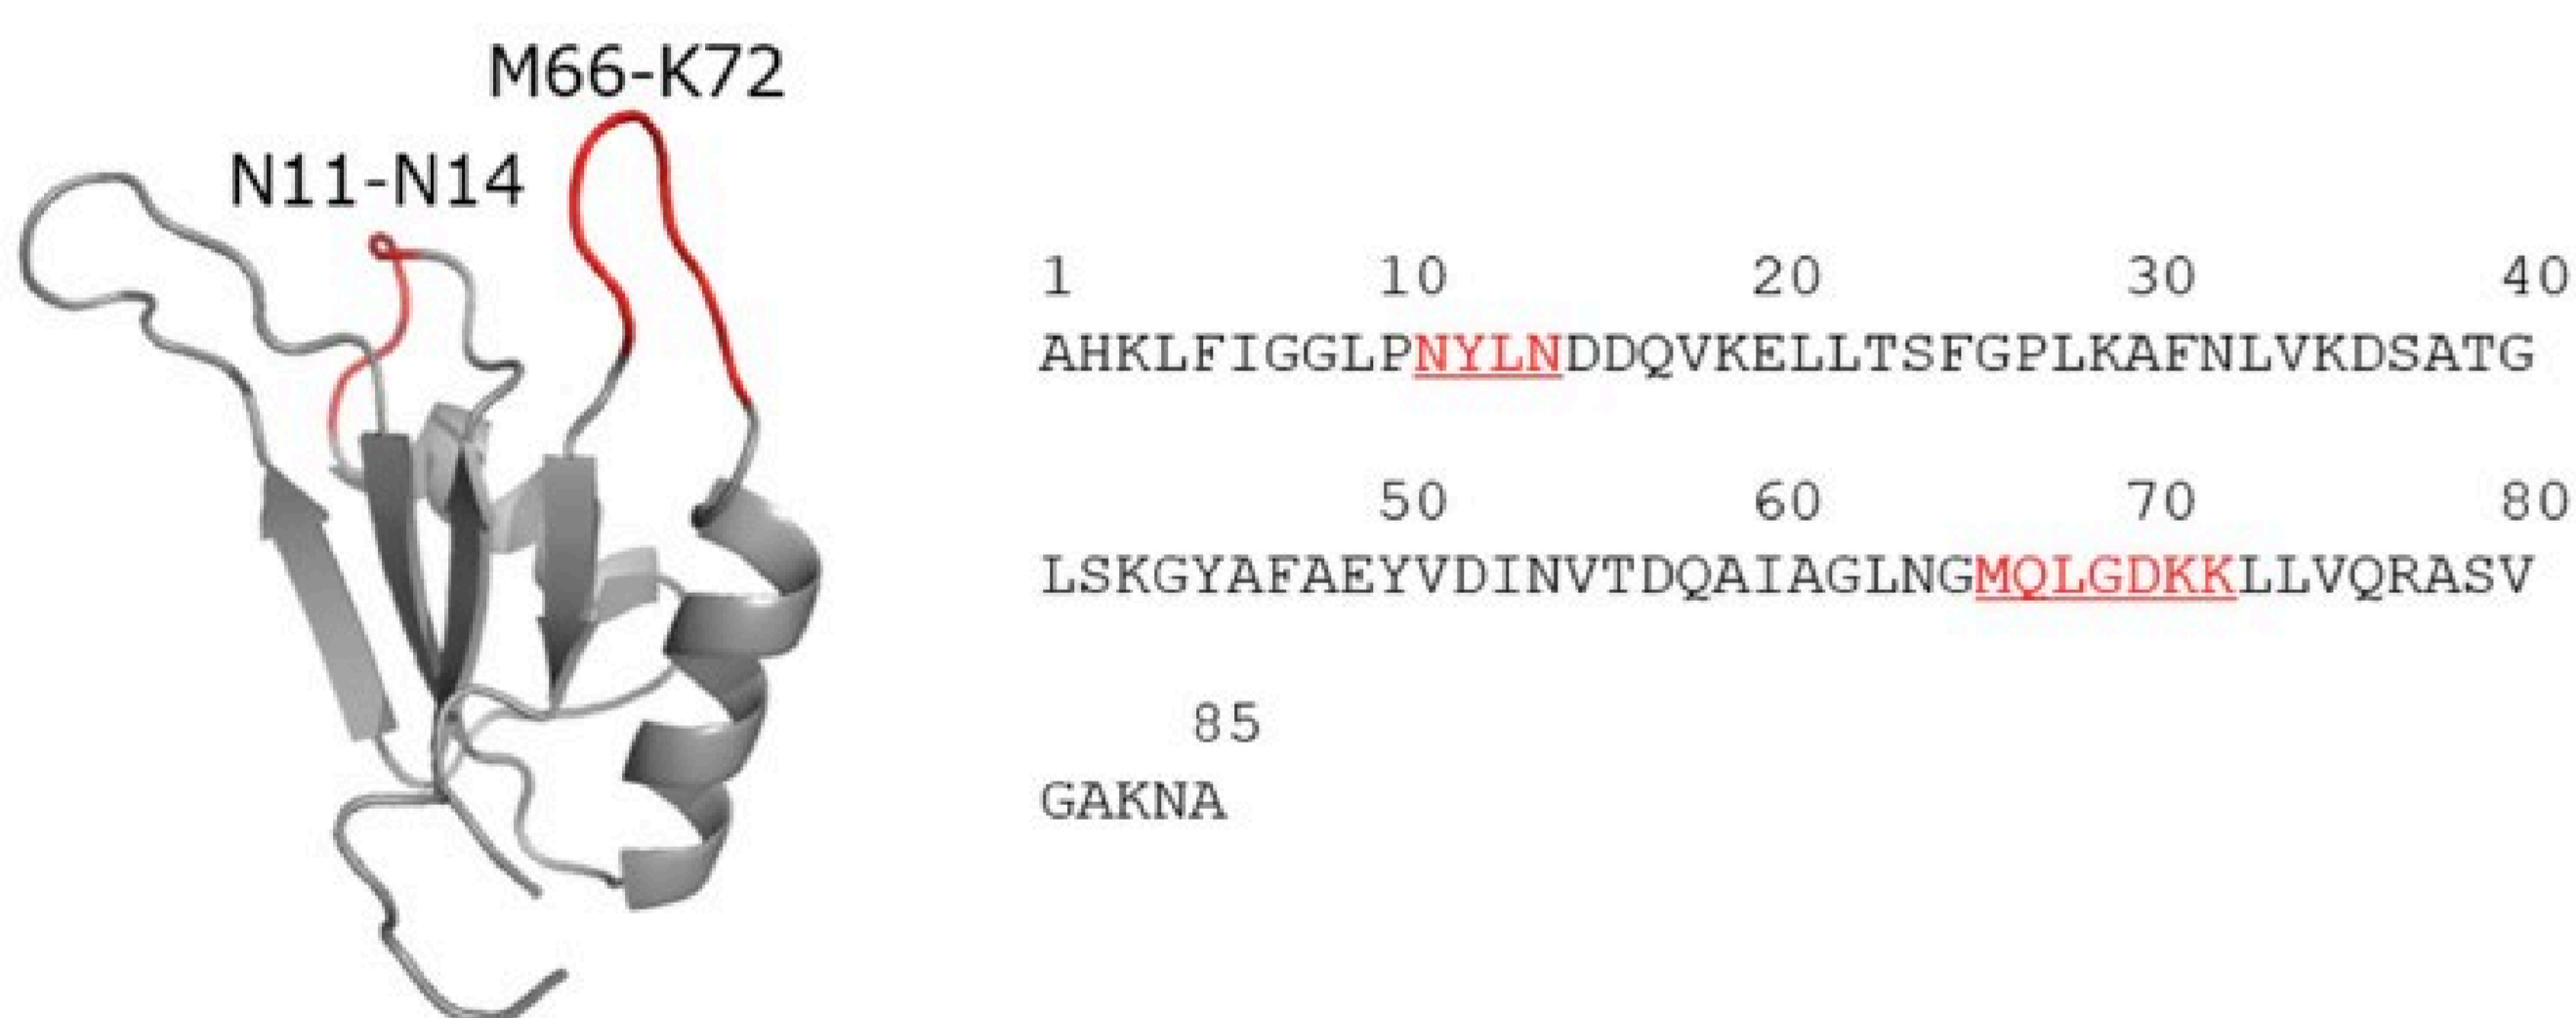 M66-K72
N11-N14
1 10 20 30 40
AHKLFIGGLPNYLNDDQVKELLTSFGPLKAFNLVKDSATG
50 60 70 80
LSKGYAFAEYVDINVTDQAIAGLNGMQLGDKKLLVQRASV
85
GAKNA